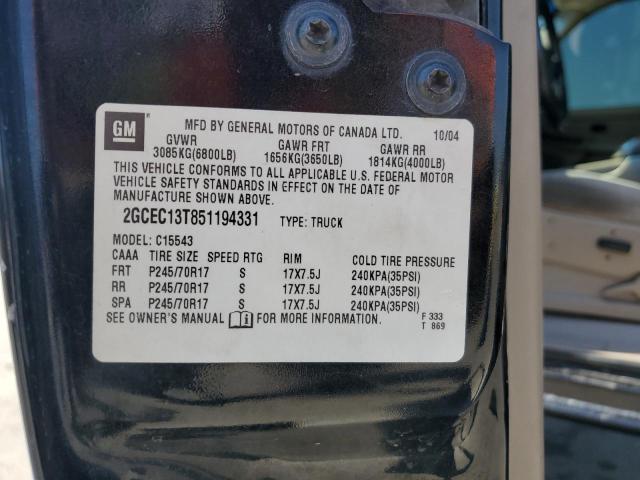 GM
MFD BY GENERAL MOTORS OF CANADA LTD. 10/04
GVWR GAWR FRT GAWR RR
3085KG(6800LB) 1656KG(3650LB) 1814KG(4000LB)
THIS VEHICLE CONFORMS TO ALL APPLICABLE U.S. FEDERAL MOTOR
VEHICLE SAFETY STANDARDS IN EFFECT ON THE DATE OF
MANUFACTURE SHOWN ABOVE.
2GCEC13T851194331 TYPE: TRUCK
MODEL: C15543
CAAA TIRE SIZE SPEED RTG RIM COLD TIRE PRESSURE
FRT P245/70R17 S 17X7.5J 240KPA(35PSI)
RR P245/70R17 S 17X7.5J 240KPA(35PSI)
SPA P245/70R17 S 17X7.5J 240KPA(35PSI)
SEE OWNER'S MANUAL FOR MORE INFORMATION. F 333
T 869